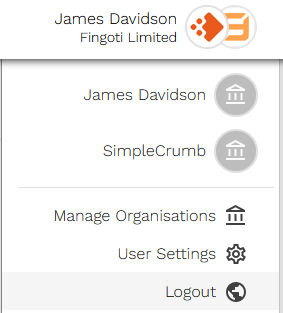 James Davidson
Fingoti Limited
James Davidson
SimpleCrumb
Manage Organisations
User Settings
Logout